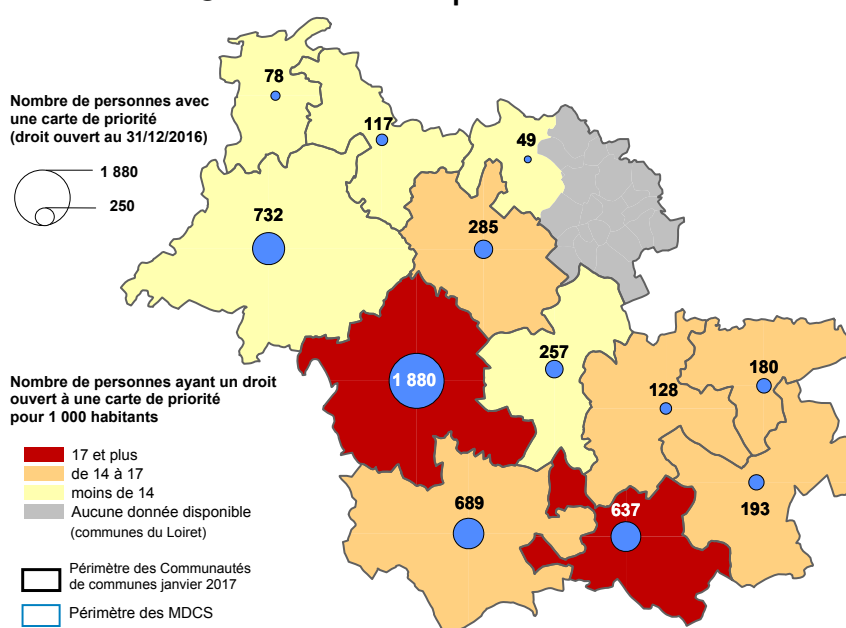 Nombre de personnes avec
une carte de priorité
(droit ouvert au 31/12/2016)
1 880
250
78
117
49
732
285
1 880
257
128
180
689
637
193
Nombre de personnes ayant un droit
ouvert à une carte de priorité
pour 1 000 habitants
17 et plus
de 14 à 17
moins de 14
Aucune donnée disponible
(communes du Loiret)
Périmètre des Communautés
de communes janvier 2017
Périmètre des MDCS